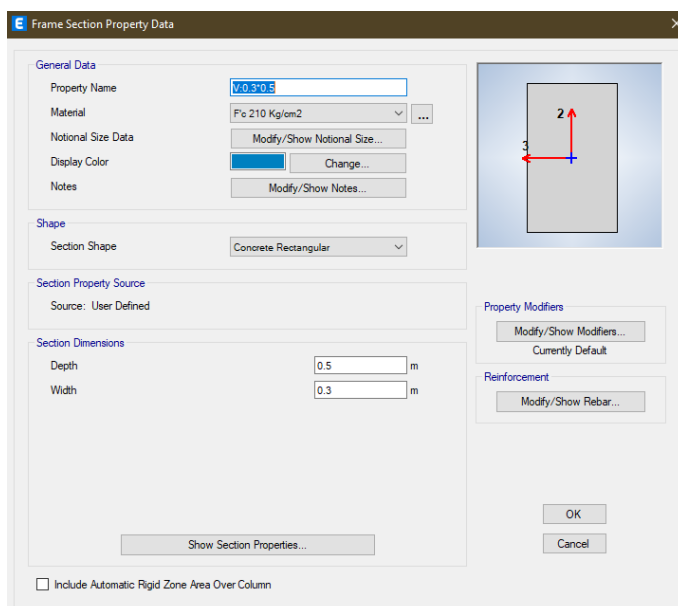 E Frame Section Property Data
General Data
Property Name V:0.3*0.5
Material F'c 210 Kg/cm2 ...
Notional Size Data Modify/Show Notional Size...
Display Color Change...
Notes Modify/Show Notes...
Shape
Section Shape Concrete Rectangular
Section Property Source
Source: User Defined
Section Dimensions
Depth 0.5 m
Width 0.3 m
Show Section Properties...
Include Automatic Rigid Zone Area Over Column
2
3
Property Modifiers
Modify/Show Modifiers...
Currently Default
Reinforcement
Modify/Show Rebar...
OK
Cancel